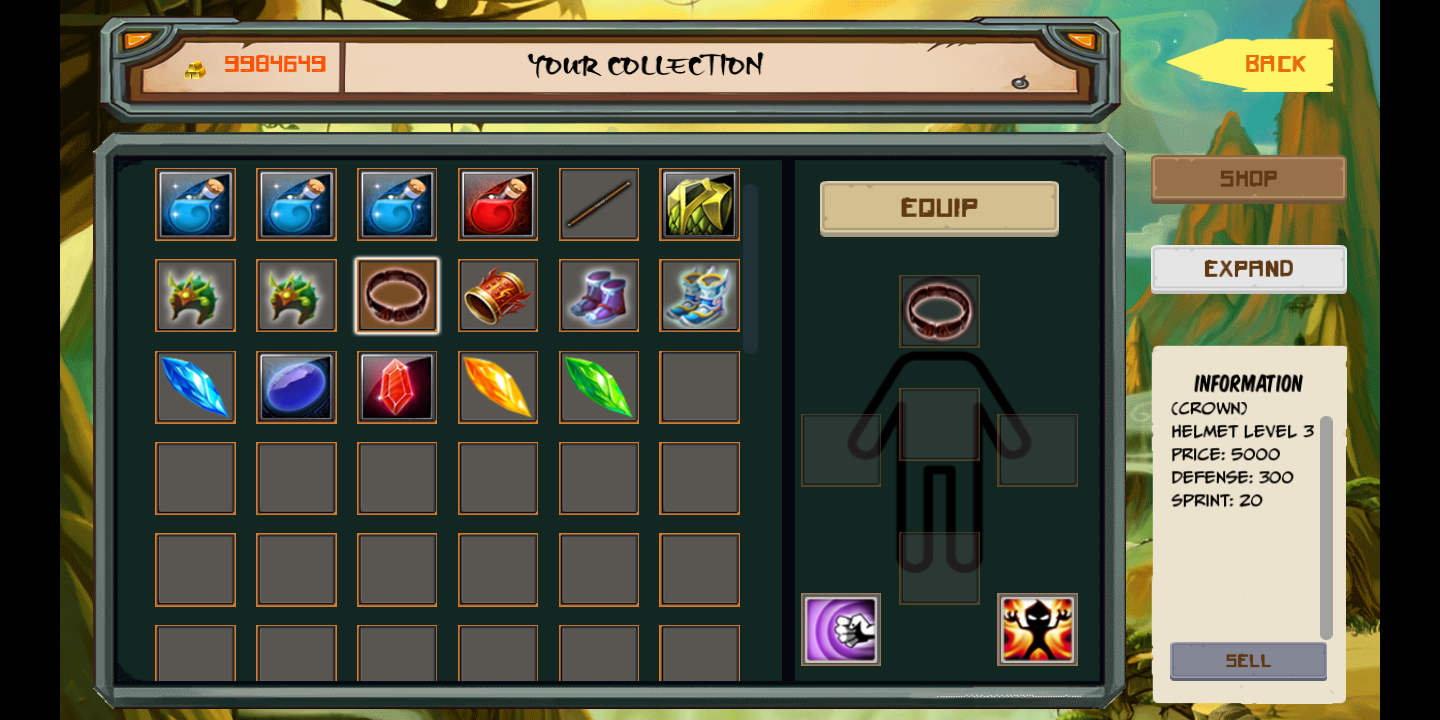 9984649
YOUR COLLECTION
BACK
SHOP
EQUIP
EXPAND
INFORMATION
(CROWN)
HELMET LEVEL 3
PRICE: 5000
DEFENSE: 300
SPRINT: 20
SELL